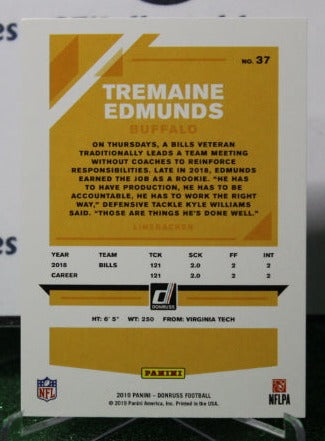 NO. 37
TREMAINE
EDMUNDS
BUFFALO
ON THURSDAYS, A BILLS VETERAN
TRADITIONALLY LEADS A TEAM MEETING
WITHOUT COACHES TO REINFORCE
RESPONSIBILITIES. LATE IN 2018, EDMUNDS
EARNED THE JOB AS A ROOKIE. “HE HAS
TO HAVE PRODUCTION, HE HAS TO BE
ACCOUNTABLE, HE HAS TO WORK THE RIGHT
WAY,” DEFENSIVE TACKLE KYLE WILLIAMS
SAID. “THOSE ARE THINGS HE’S DONE WELL.”
LINEBACKER
YEAR TEAM TCK SCK FF INT
2018 BILLS 121 2.0 2 2
CAREER 121 2.0 2 2
D
DONRUSS
HT: 6' 5" WT: 250 FROM: VIRGINIA TECH
PANINI
NFL
2019 PANINI – DONRUSS FOOTBALL
© 2019 Panini America, Inc. Printed in the USA.
NFLPA